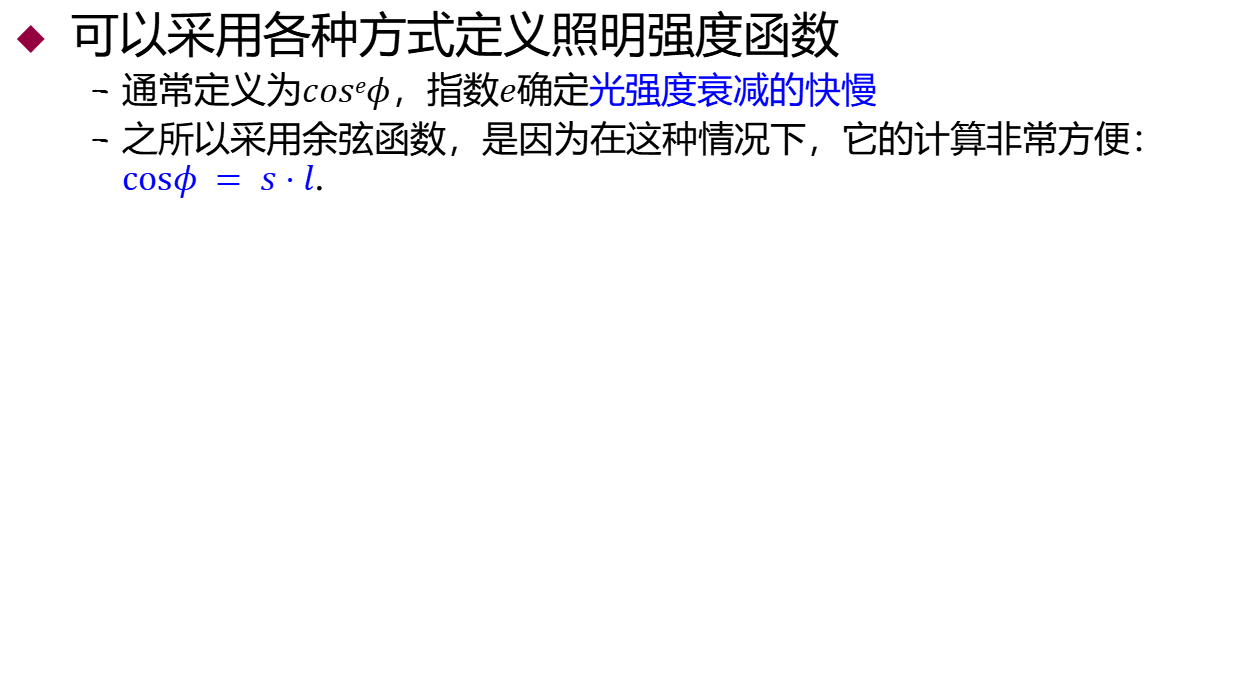 ◆ 可以采用各种方式定义照明强度函数
– 通常定义为cosᵉϕ，指数e确定光强度衰减的快慢
– 之所以采用余弦函数，是因为在这种情况下，它的计算非常方便：
cosϕ = s · l.